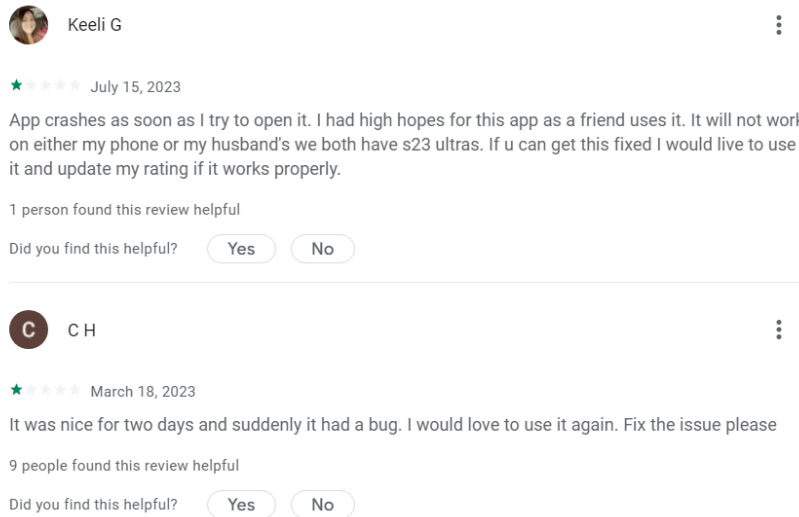 Keeli G
July 15, 2023
App crashes as soon as I try to open it. I had high hopes for this app as a friend uses it. It will not work
on either my phone or my husband's we both have s23 ultras. If u can get this fixed I would live to use
it and update my rating if it works properly.
1 person found this review helpful
Did you find this helpful? Yes No
C
C H
March 18, 2023
It was nice for two days and suddenly it had a bug. I would love to use it again. Fix the issue please
9 people found this review helpful
Did you find this helpful? Yes No